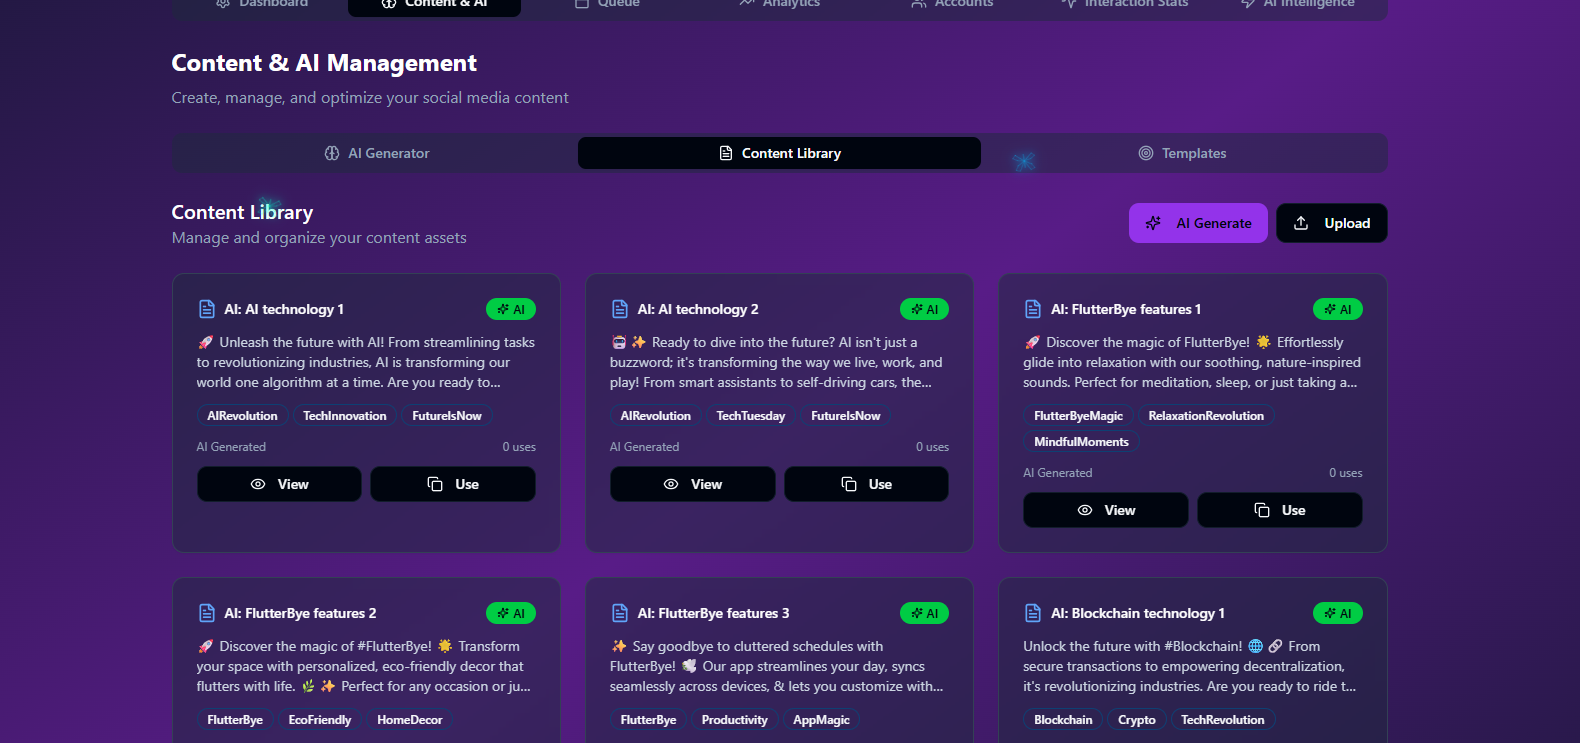 Dashboard
Content & AI
Queue
Analytics
Accounts
Interaction Stats
AI Intelligence
Content & AI Management
Create, manage, and optimize your social media content
AI Generator
Content Library
Templates
Content Library
Manage and organize your content assets
AI Generate
Upload
AI: AI technology 1
AI
🚀 Unleash the future with AI! From streamlining tasks
to revolutionizing industries, AI is transforming our
world one algorithm at a time. Are you ready to...
AIRevolution
TechInnovation
FutureIsNow
AI Generated
0 uses
View
Use
AI: AI technology 2
AI
🤖✨ Ready to dive into the future? AI isn't just a
buzzword; it's transforming the way we live, work, and
play! From smart assistants to self-driving cars, the...
AIRevolution
TechTuesday
FutureIsNow
AI Generated
0 uses
View
Use
AI: FlutterBye features 1
AI
🚀 Discover the magic of FlutterBye! 🌟 Effortlessly
glide into relaxation with our soothing, nature-inspired
sounds. Perfect for meditation, sleep, or just taking a...
FlutterByeMagic
RelaxationRevolution
MindfulMoments
AI Generated
0 uses
View
Use
AI: FlutterBye features 2
AI
🚀 Discover the magic of #FlutterBye! 🌟 Transform
your space with personalized, eco-friendly decor that
flutters with life. 🌿✨ Perfect for any occasion or ju...
FlutterBye
EcoFriendly
HomeDecor
AI: FlutterBye features 3
AI
✨ Say goodbye to cluttered schedules with
FlutterBye! 🕊️ Our app streamlines your day, syncs
seamlessly across devices, & lets you customize with...
FlutterBye
Productivity
AppMagic
AI: Blockchain technology 1
AI
Unlock the future with #Blockchain! 🌐🔗 From
secure transactions to empowering decentralization,
it's revolutionizing industries. Are you ready to ride t...
Blockchain
Crypto
TechRevolution